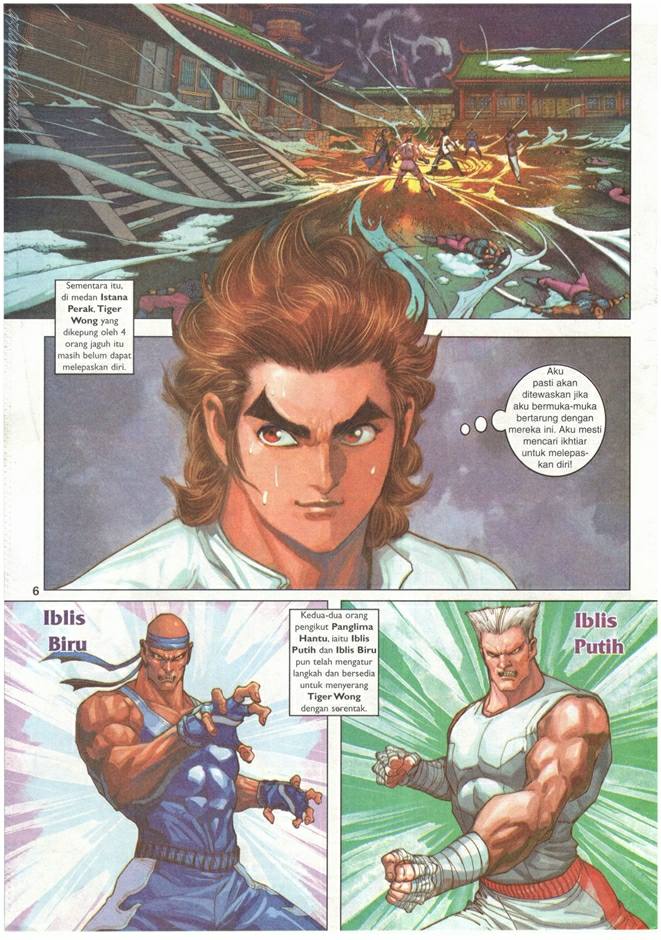 Sementara itu,
di medan Istana
Perak, Tiger
Wong yang
dikepung oleh 4
orang jaguh itu
masih belum dapat
melepaskan diri.
Aku
pasti akan
ditewaskan jika
aku bermuka-muka
bertarung dengan
mereka ini. Aku mesti
mencari ikhtiar
untuk melepas-
kan diri!
6
Iblis
Biru
Kedua-dua orang
pengikut Panglima
Hantu, iaitu Iblis
Putih dan Iblis Biru
pun telah mengatur
langkah dan bersedia
untuk menyerang
Tiger Wong
dengan serentak.
Iblis
Putih